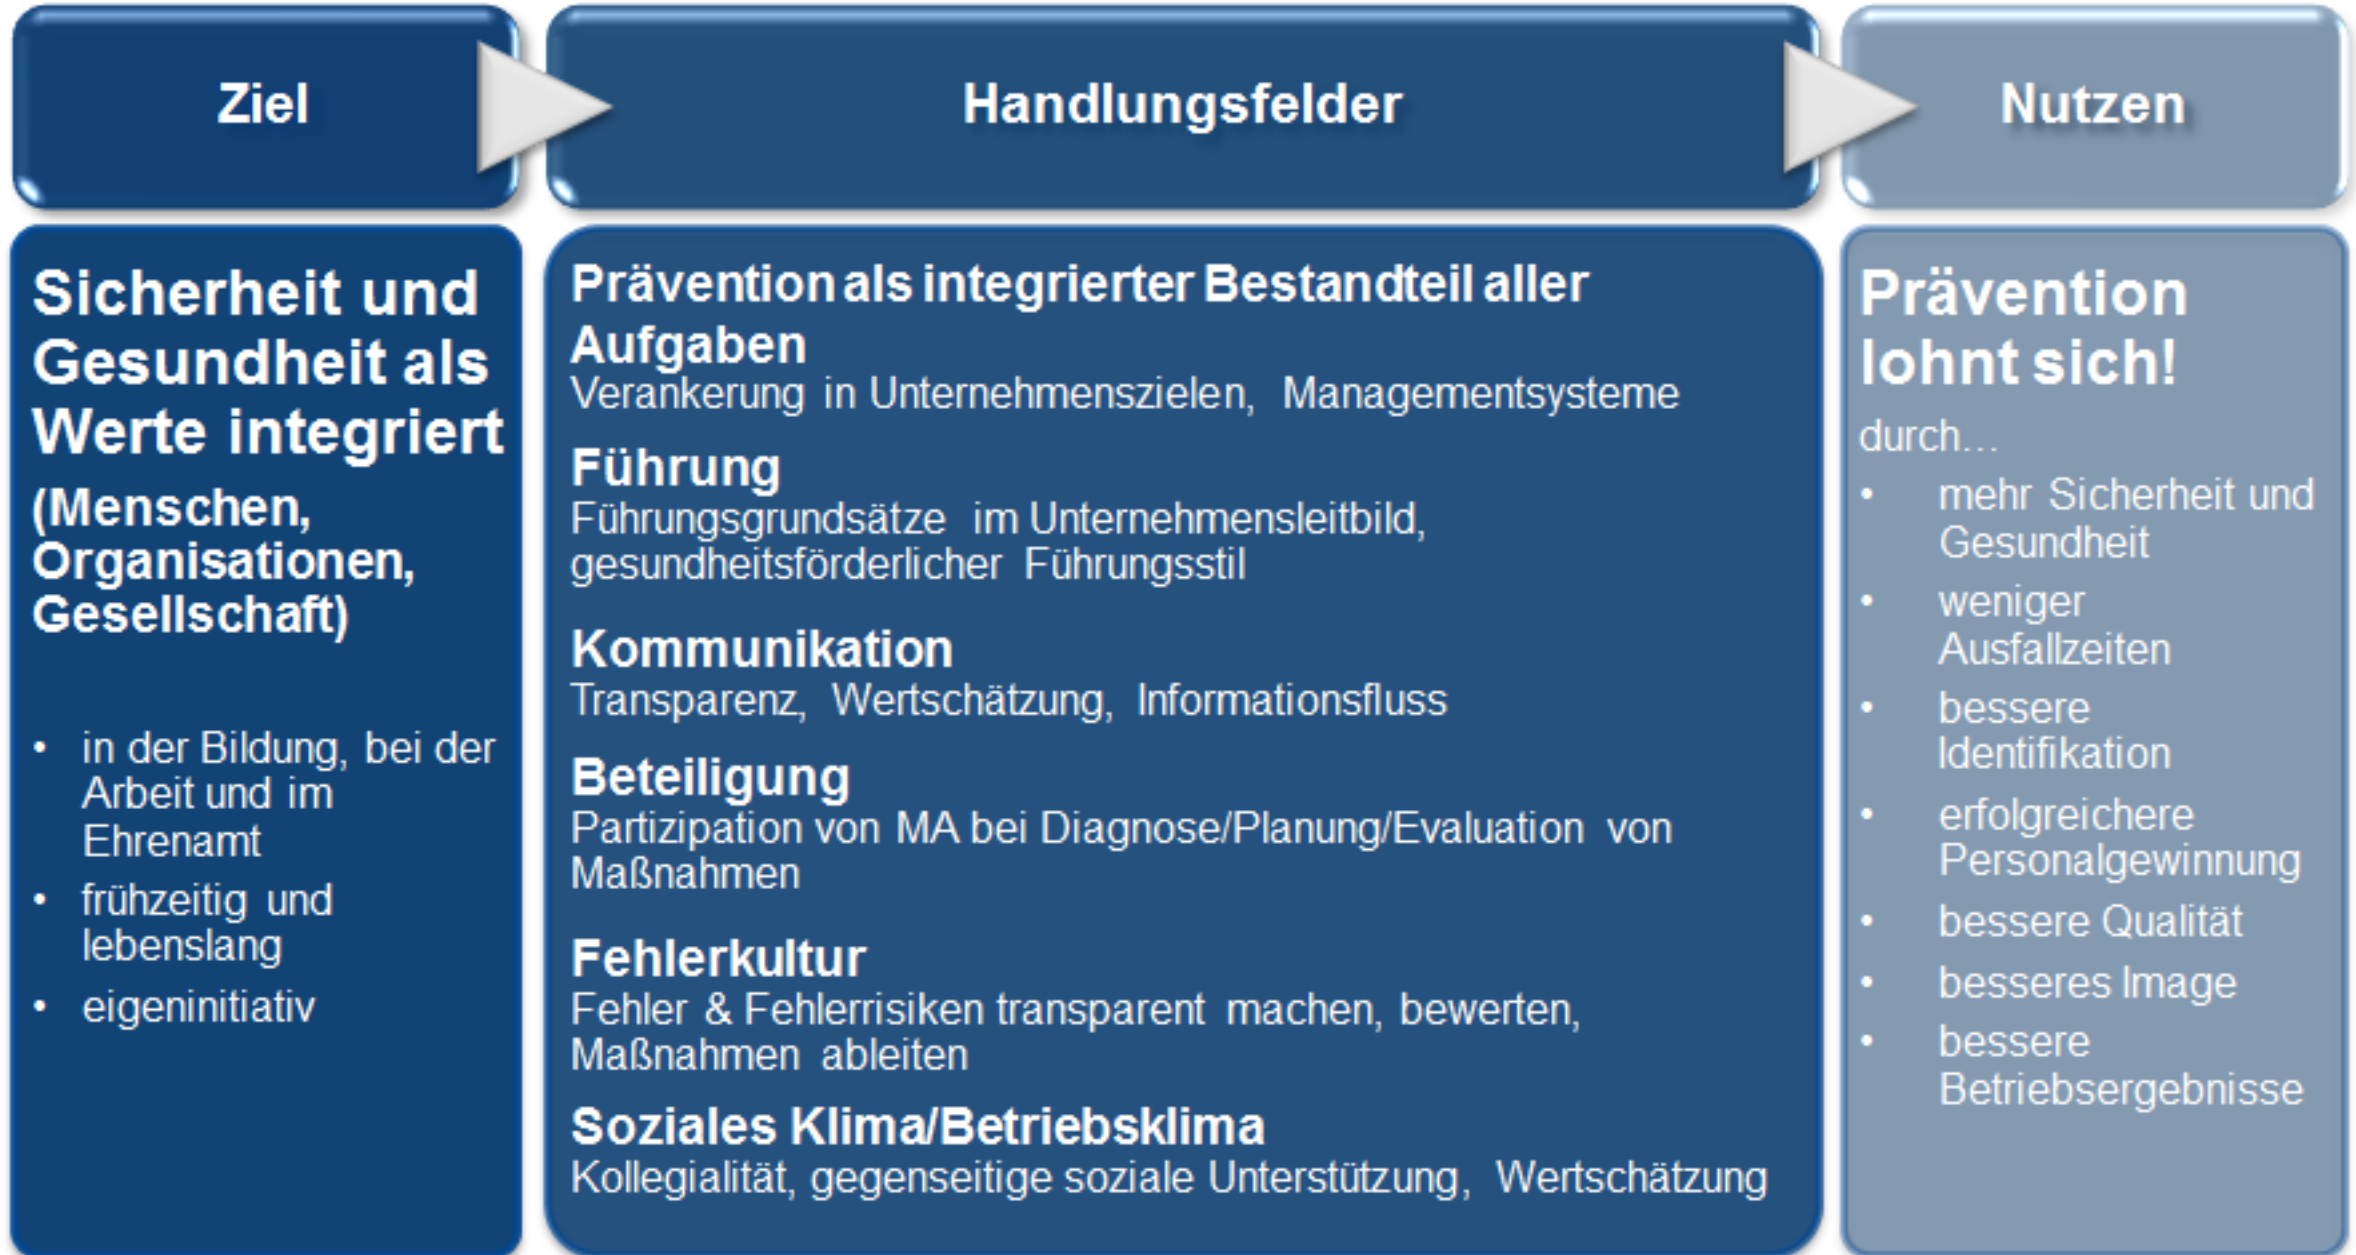 Ziel
Handlungsfelder
Nutzen
Sicherheit und
Gesundheit als
Werte integriert
(Menschen,
Organisationen,
Gesellschaft)
• in der Bildung, bei der
Arbeit und im
Ehrenamt
• frühzeitig und
lebenslang
• eigeninitiativ
Prävention als integrierter Bestandteil aller
Aufgaben
Verankerung in Unternehmenszielen, Managementsysteme
Führung
Führungsgrundsätze im Unternehmensleitbild,
gesundheitsförderlicher Führungsstil
Kommunikation
Transparenz, Wertschätzung, Informationsfluss
Beteiligung
Partizipation von MA bei Diagnose/Planung/Evaluation von
Maßnahmen
Fehlerkultur
Fehler & Fehlerrisiken transparent machen, bewerten,
Maßnahmen ableiten
Soziales Klima/Betriebsklima
Kollegialität, gegenseitige soziale Unterstützung, Wertschätzung
Prävention
lohnt sich!
durch…
• mehr Sicherheit und
Gesundheit
• weniger
Ausfallzeiten
• bessere
Identifikation
• erfolgreichere
Personalgewinnung
• bessere Qualität
• besseres Image
• bessere
Betriebsergebnisse